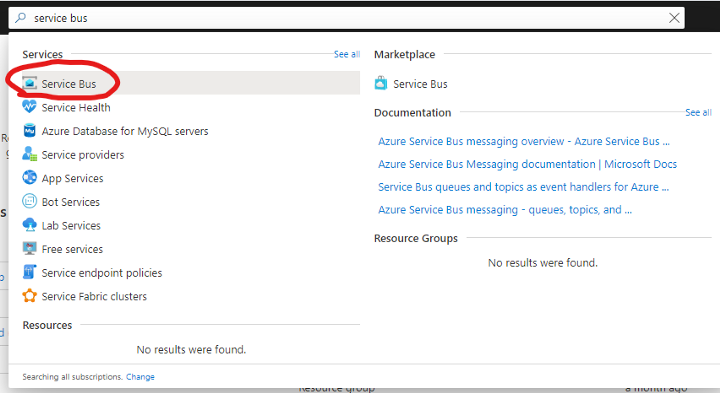 service bus
Services
See all
Service Bus
Service Health
Azure Database for MySQL servers
Service providers
App Services
Bot Services
Lab Services
Free services
Service endpoint policies
Service Fabric clusters
Resources
No results were found.
Marketplace
Service Bus
Documentation
See all
Azure Service Bus messaging overview - Azure Service Bus ...
Azure Service Bus Messaging documentation | Microsoft Docs
Service Bus queues and topics as event handlers for Azure ...
Azure Service Bus messaging - queues, topics, and ...
Resource Groups
No results were found.
Searching all subscriptions. Change
Resource group
a month ago